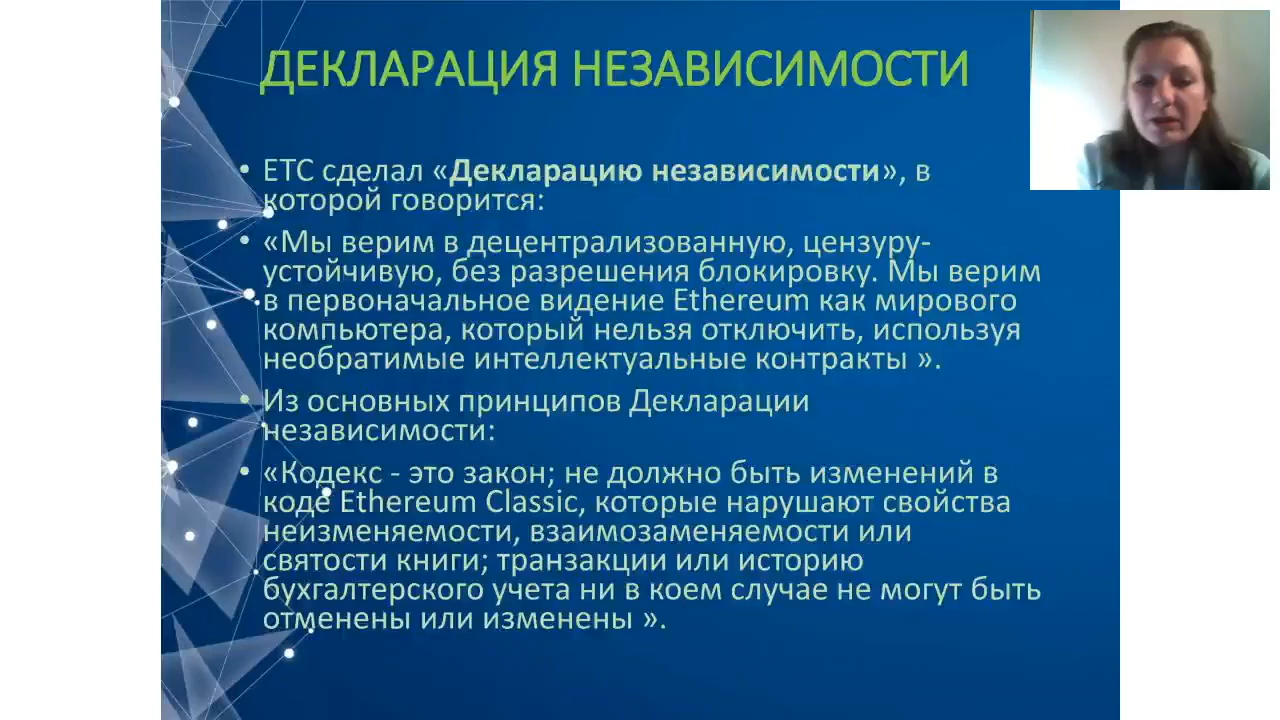 ДЕКЛАРАЦИЯ НЕЗАВИСИМОСТИ
• ETC сделал «Декларацию независимости», в
которой говорится:
• «Мы верим в децентрализованную, цензуру-
устойчивую, без разрешения блокировку. Мы верим
в первоначальное видение Ethereum как мирового
компьютера, который нельзя отключить, используя
необратимые интеллектуальные контракты ».
• Из основных принципов Декларации
независимости:
• «Кодекс - это закон; не должно быть изменений в
коде Ethereum Classic, которые нарушают свойства
неизменяемости, взаимозаменяемости или
святости книги; транзакции или историю
бухгалтерского учета ни в коем случае не могут быть
отменены или изменены ».